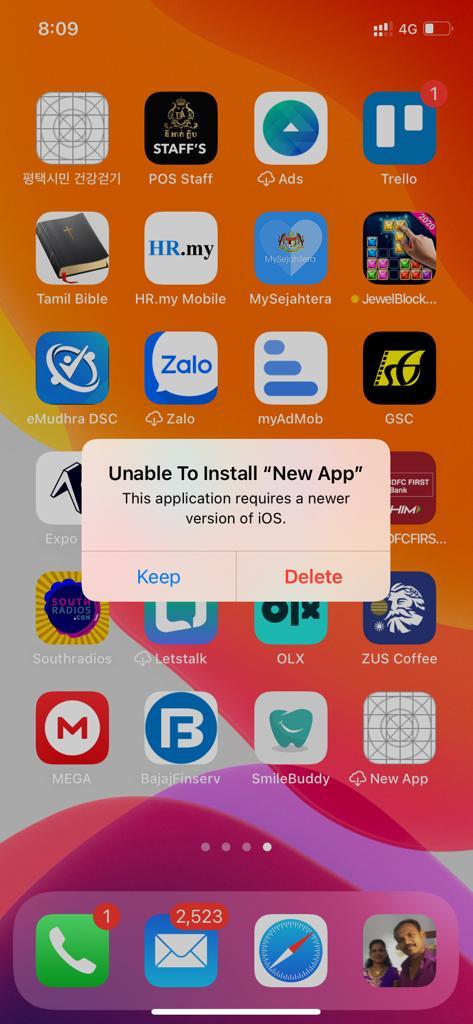 8:09
4G
1
평택시민 건강걷기
STAFF'S
POS Staff
Ads
Trello
2020
HR.my
MySejahtera
Tamil Bible
HR.my Mobile
MySejahtera
JewelBlock...
Zalo
eMudhra DSC
Zalo
myAdMob
GSC
Unable To Install “New App”
This application requires a newer
version of iOS.
Keep
Delete
DFC FIRST
Bank
HIM
Expo
DFCFIRS...
SOUTH
RADIOS
.COM
olx
Southradios
Letstalk
OLX
ZUS Coffee
M
B
MEGA
BajajFinserv
SmileBuddy
New App
1
2,523